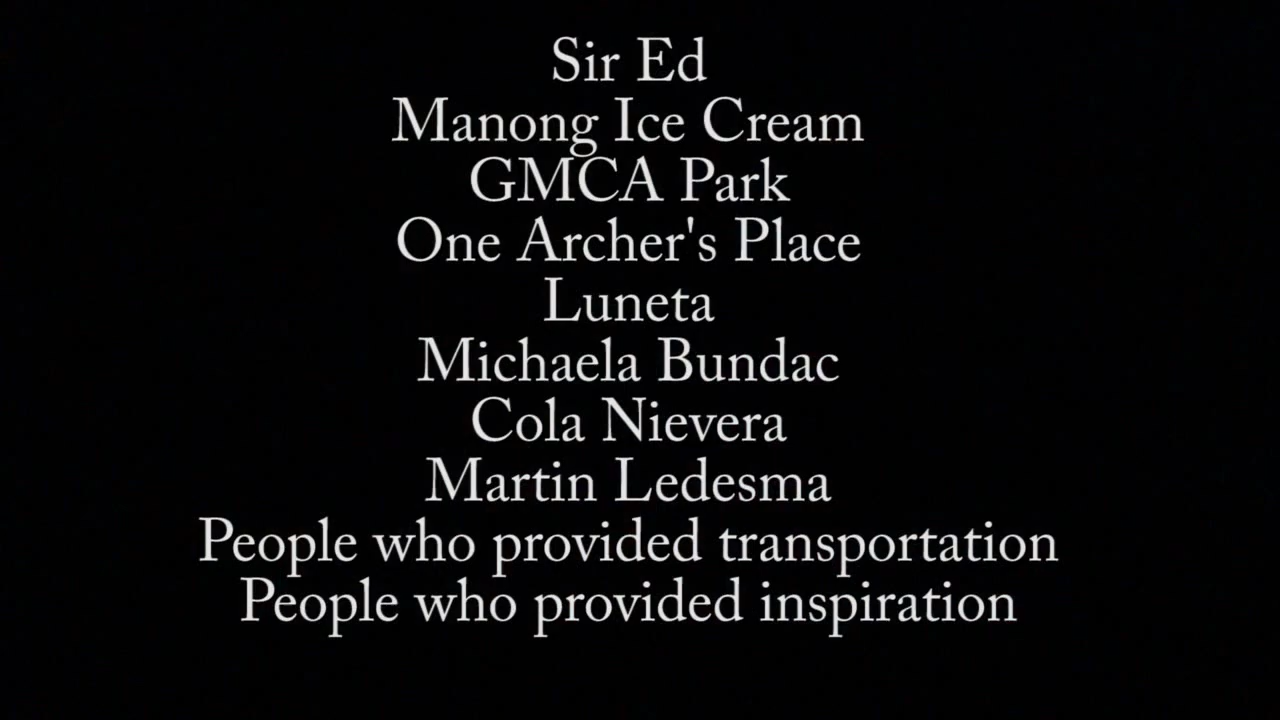 Sir Ed
Manong Ice Cream
GMCA Park
One Archer's Place
Luneta
Michaela Bundac
Cola Nievera
Martin Ledesma
People who provided transportation
People who provided inspiration